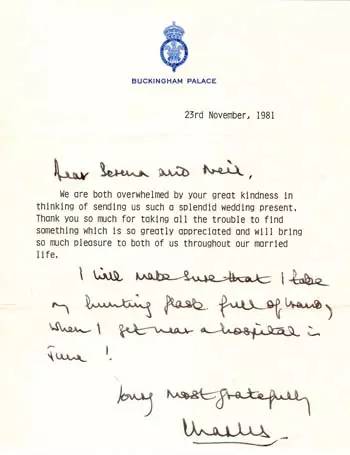 BUCKINGHAM PALACE
23rd November, 1981
Dear Serena and Neil,
We are both overwhelmed by your great kindness in
thinking of sending us such a splendid wedding present.
Thank you so much for taking all the trouble to find
something which is so greatly appreciated and will bring
so much pleasure to both of us throughout our married
life.
I will make sure that I take
my hunting flask full of brandy
when I get near a hospital in
June !
Yours most gratefully
Charles.